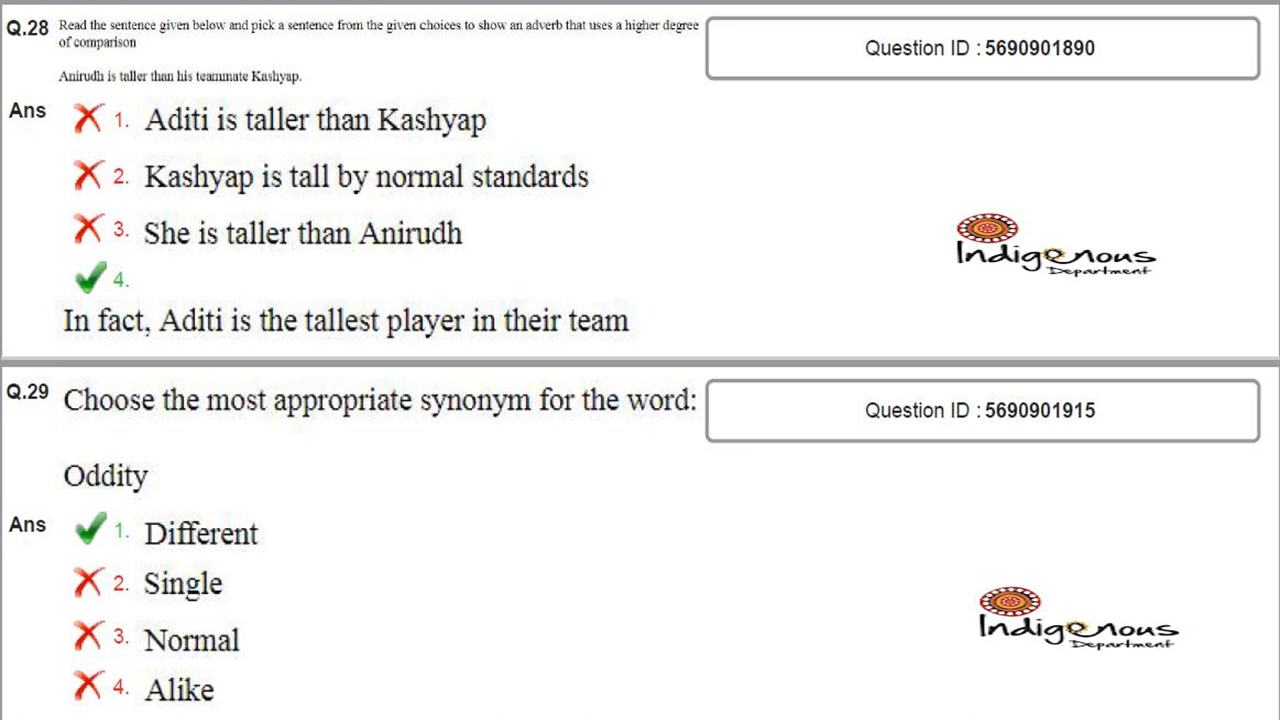 Q.28 Read the sentence given below and pick a sentence from the given choices to show an adverb that uses a higher degree
of comparison
Question ID : 5690901890
Anirudh is taller than his teammate Kashyap.
Ans 1. Aditi is taller than Kashyap
2. Kashyap is tall by normal standards
3. She is taller than Anirudh
4.
In fact, Aditi is the tallest player in their team
Indigenous
Department
Q.29 Choose the most appropriate synonym for the word:
Question ID : 5690901915
Oddity
Ans 1. Different
2. Single
3. Normal
4. Alike
Indigenous
Department